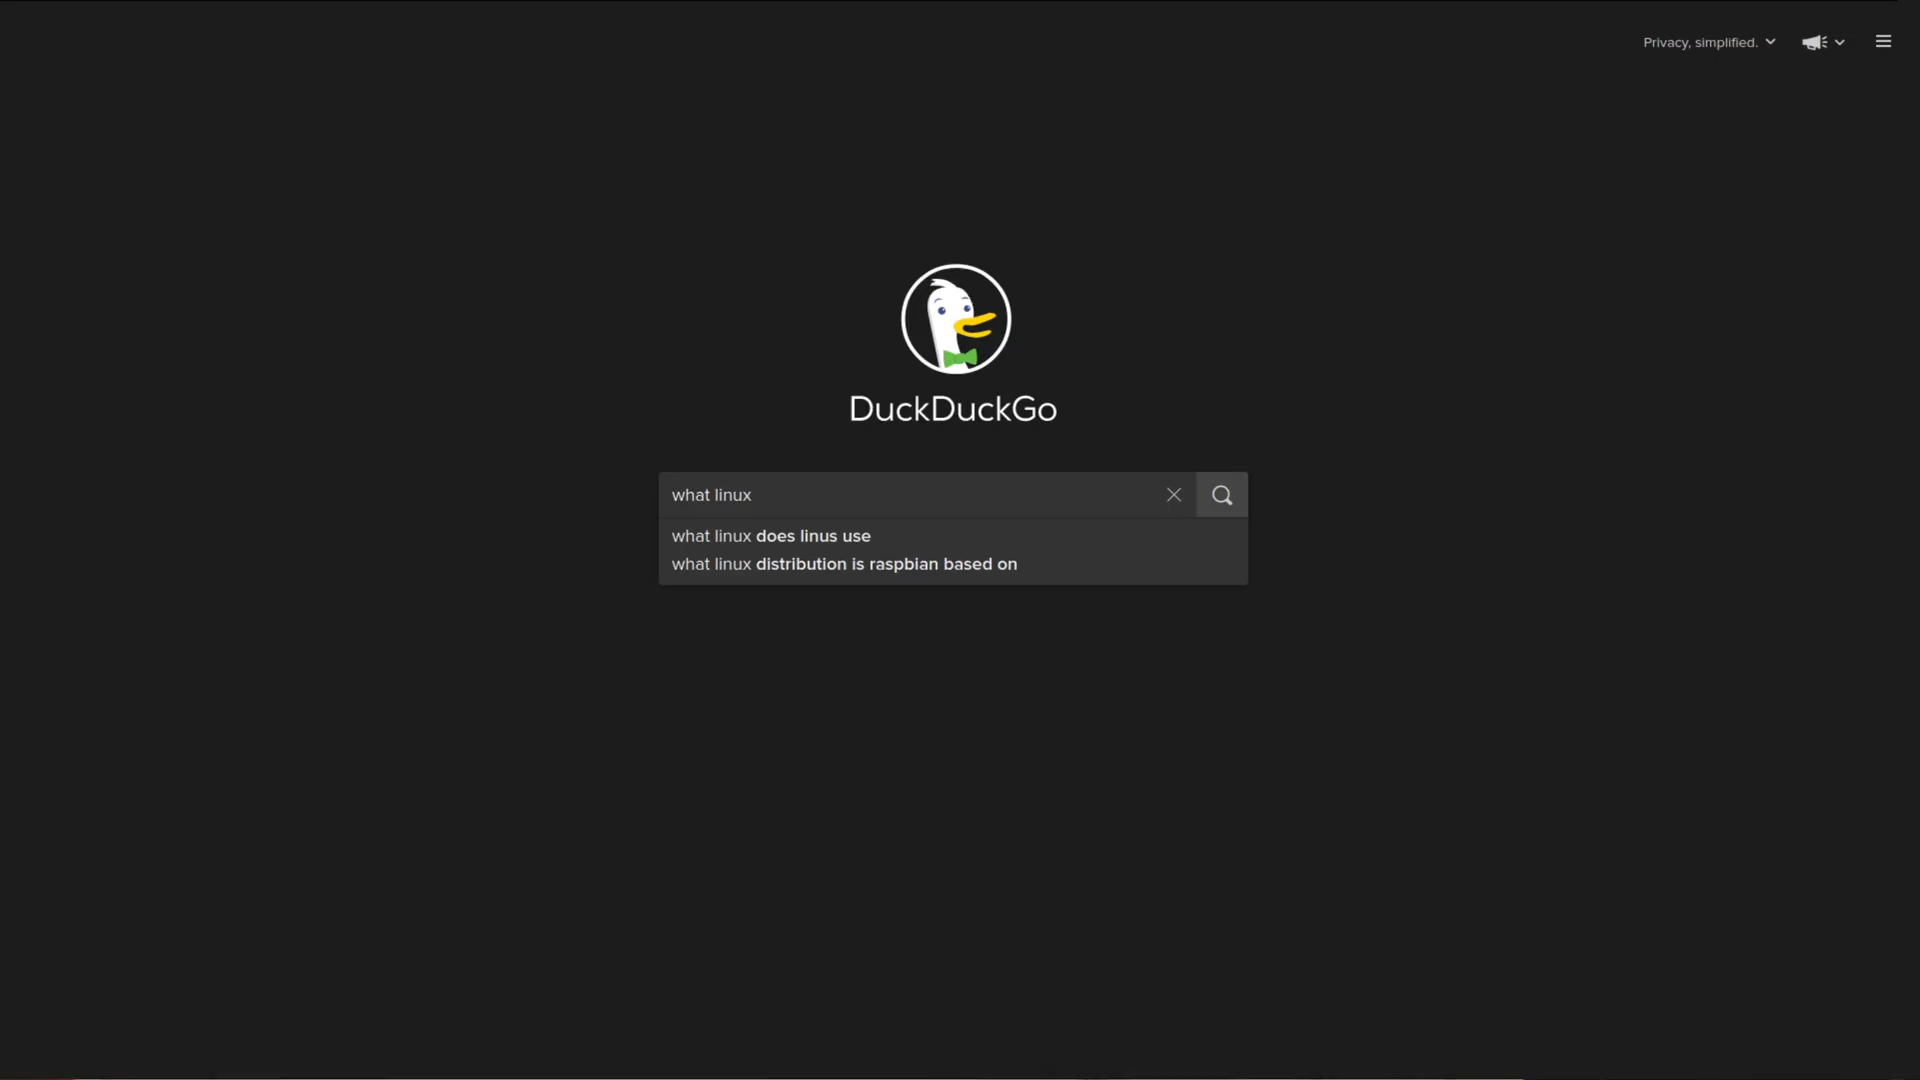 Privacy, simplified.
DuckDuckGo
what linux
what linux does linus use
what linux distribution is raspbian based on